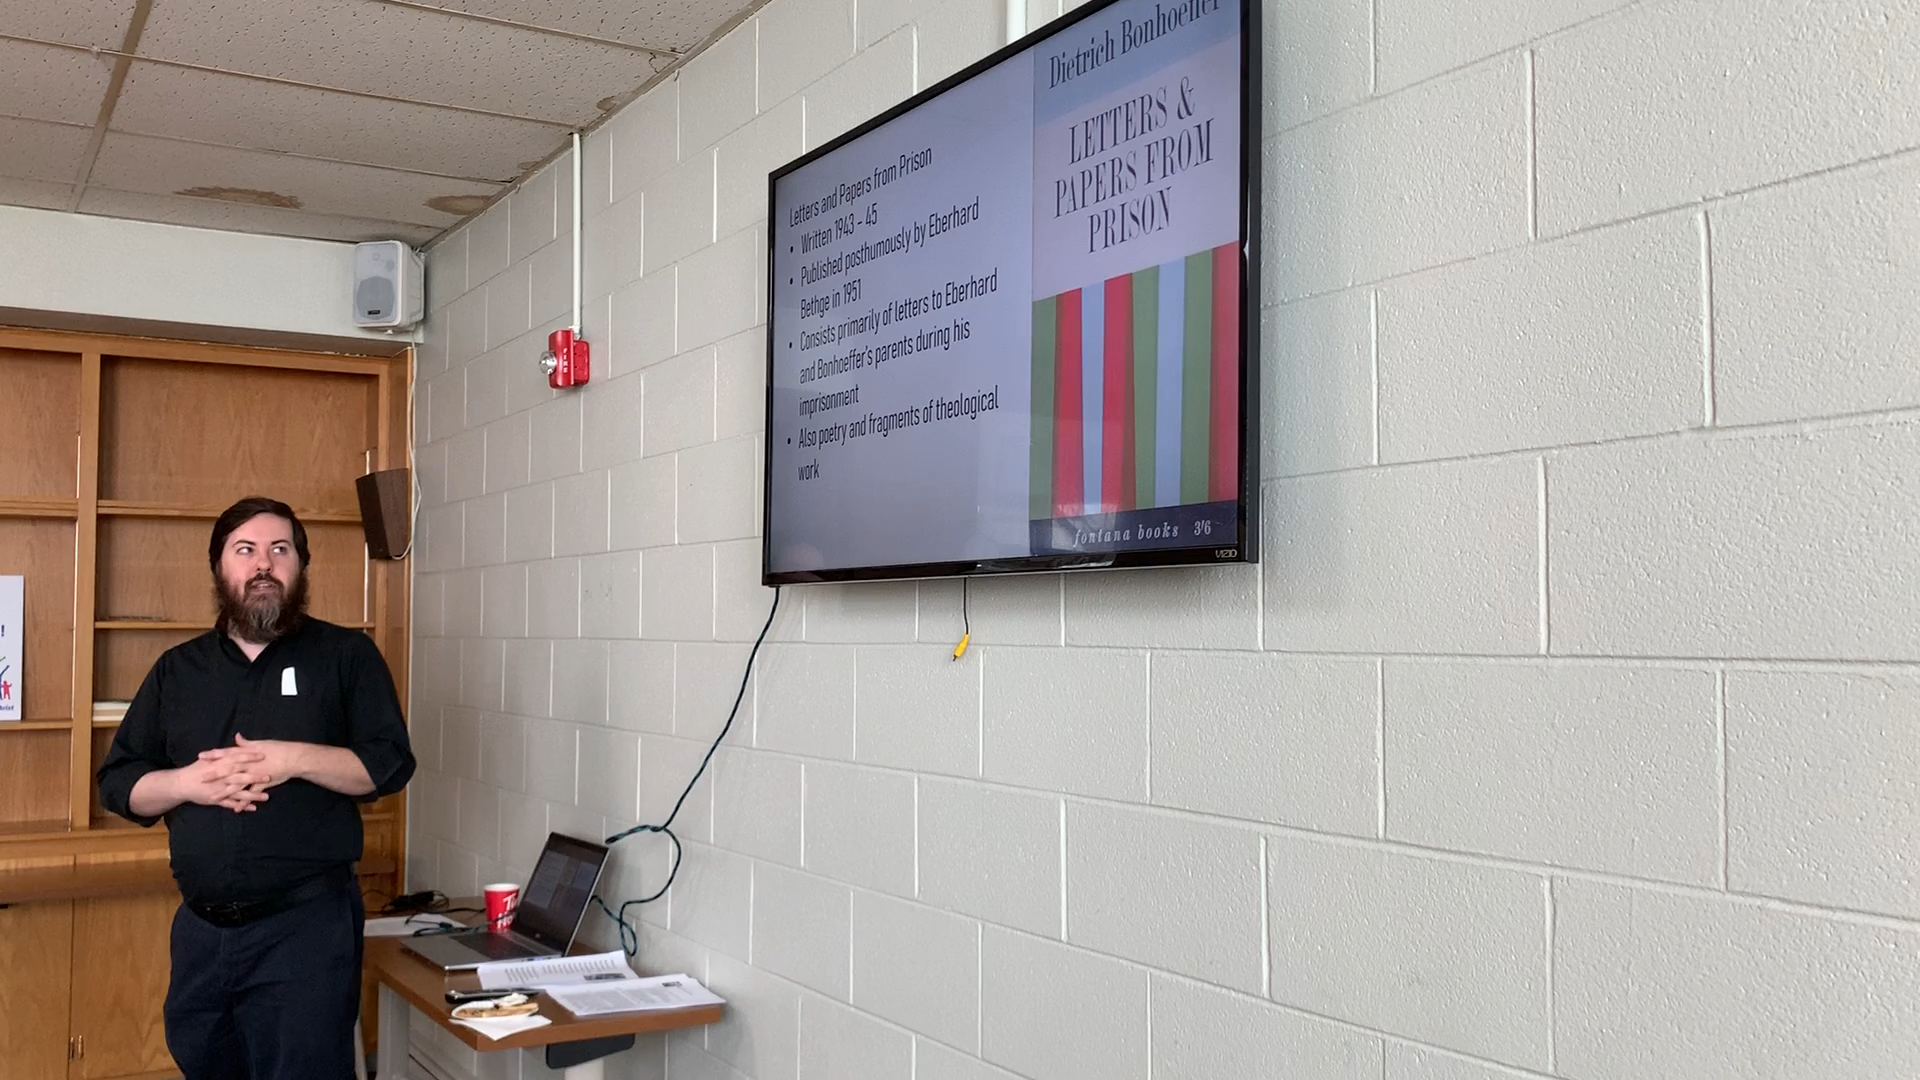 Letters and Papers from Prison
• Written 1943 – 45
• Published posthumously by Eberhard
Bethge in 1951
• Consists primarily of letters to Eberhard
and Bonhoeffer's parents during his
imprisonment
• Also poetry and fragments of theological
work
Dietrich Bonhoeffer
LETTERS &
PAPERS FROM
PRISON
fontana books 3/6
VIZIO
FIRE
!